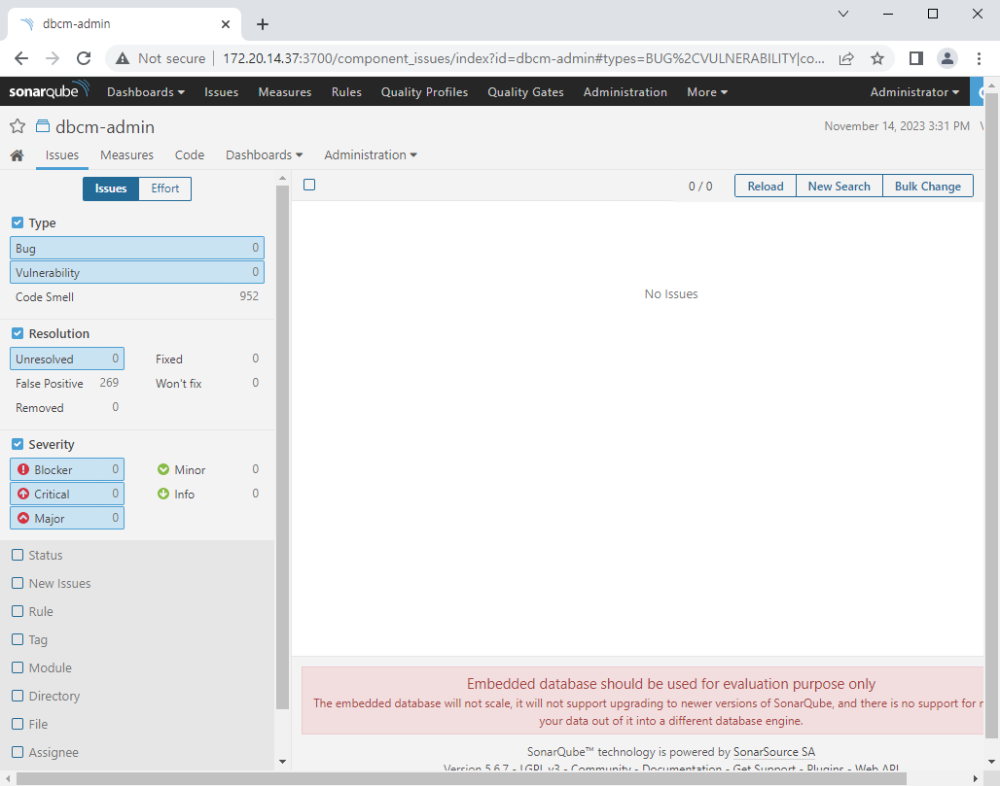 dbcm-admin
Not secure 172.20.14.37:3700/component_issues/index?id=dbcm-admin#types=BUG%2CVULNERABILITY|co...
sonarqube Dashboards Issues Measures Rules Quality Profiles Quality Gates Administration More Administrator
dbcm-admin November 14, 2023 3:31 PM
Issues Measures Code Dashboards Administration
Issues Effort 0 / 0 Reload New Search Bulk Change
Type
Bug 0
Vulnerability 0
Code Smell 952
No Issues
Resolution
Unresolved 0 Fixed 0
False Positive 269 Won't fix 0
Removed 0
Severity
Blocker 0 Minor 0
Critical 0 Info 0
Major 0
Status
New Issues
Rule
Tag
Module
Directory
File
Assignee
Embedded database should be used for evaluation purpose only
The embedded database will not scale, it will not support upgrading to newer versions of SonarQube, and there is no support for
your data out of it into a different database engine.
SonarQube™ technology is powered by SonarSource SA
Version 5.6.7 - LGPL v3 - Community - Documentation - Get Support - Plugins - Web API